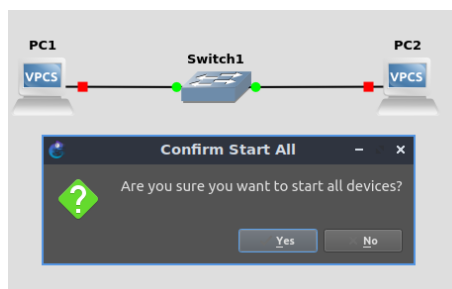 PC1
PC2
Switch1
VPCS
VPCS
Confirm Start All
Are you sure you want to start all devices?
Yes
No